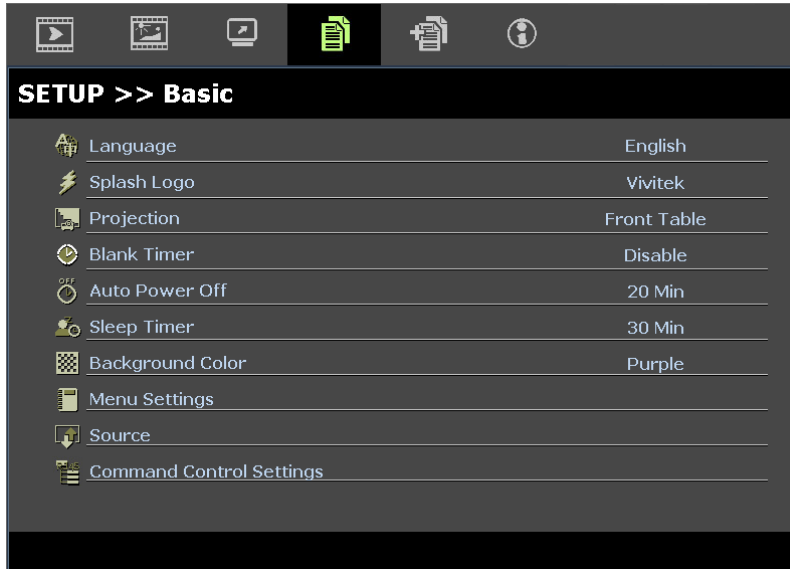 SETUP >> Basic
Language English
Splash Logo Vivitek
Projection Front Table
Blank Timer Disable
Auto Power Off 20 Min
Sleep Timer 30 Min
Background Color Purple
Menu Settings
Source
Command Control Settings